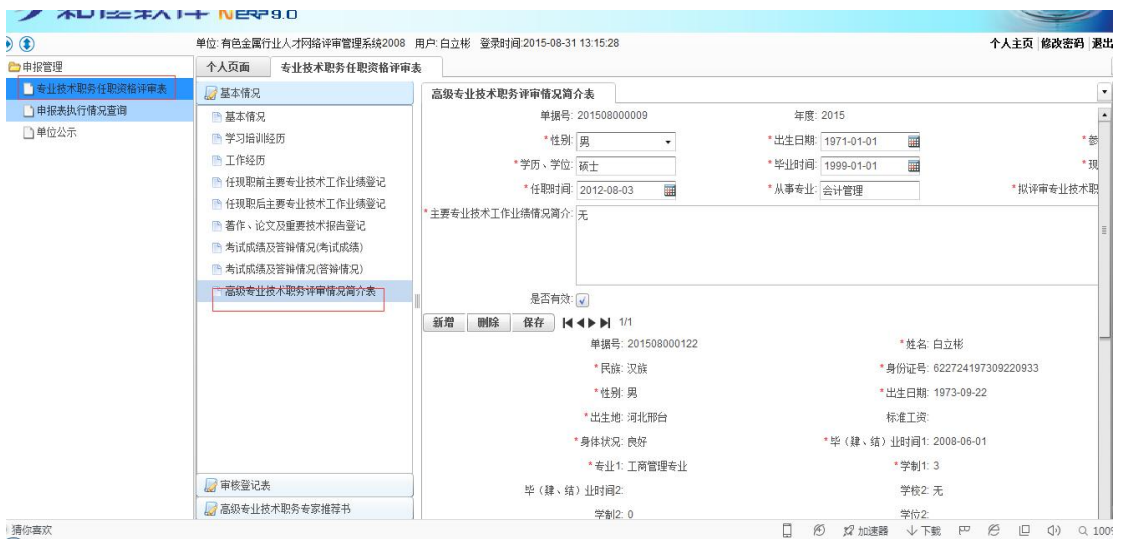 NERP 9.0
单位:有色金属行业人才网络评审管理系统2008 用户:白立彬 登录时间:2015-08-31 13:15:28
个人主页 修改密码 退出
申报管理
专业技术职务任职资格评审表
申报表执行情况查询
单位公示
个人页面 专业技术职务任职资格评审表
基本情况
基本情况
学习培训经历
工作经历
任现职前主要专业技术工作业绩登记
任现职后主要专业技术工作业绩登记
著作、论文及重要技术报告登记
考试成绩及答辩情况(考试成绩)
考试成绩及答辩情况(答辩情况)
高级专业技术职务评审情况简介表
审核登记表
高级专业技术职务专家推荐书
高级专业技术职务评审情况简介表
单据号: 201508000009 年度: 2015
*性别: 男 *出生日期: 1971-01-01 *参
*学历、学位: 硕士 *毕业时间: 1999-01-01 *现
*任职时间: 2012-08-03 *从事专业: 会计管理 *拟评审专业技术职
*主要专业技术工作业绩情况简介: 无
是否有效:
新增 删除 保存 1/1
单据号: 201508000122 *姓名: 白立彬
*民族: 汉族 *身份证号: 622724197309220933
*性别: 男 *出生日期: 1973-09-22
*出生地: 河北邢台 标准工资:
*身体状况: 良好 *毕（肄、结）业时间1: 2008-06-01
*专业1: 工商管理专业 *学制1: 3
毕（肄、结）业时间2: 学校2: 无
学制2: 0 学位2:
猜你喜欢 加速器 下载 100%